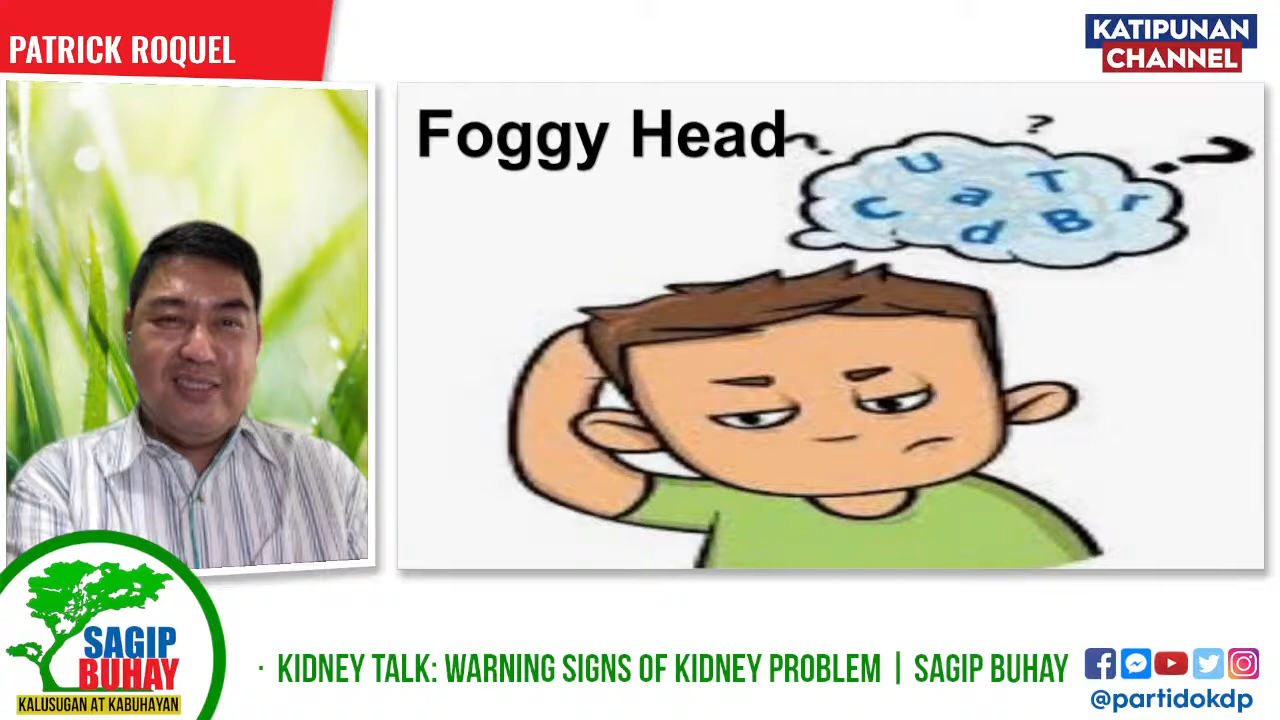 PATRICK ROQUEL
KATIPUNAN
CHANNEL
Foggy Head
?
?
?
U
a
T
r
C
d
B
SAGIP
BUHAY
KALUSUGAN AT KABUHAYAN
· KIDNEY TALK: WARNING SIGNS OF KIDNEY PROBLEM | SAGIP BUHAY
@partidokdp